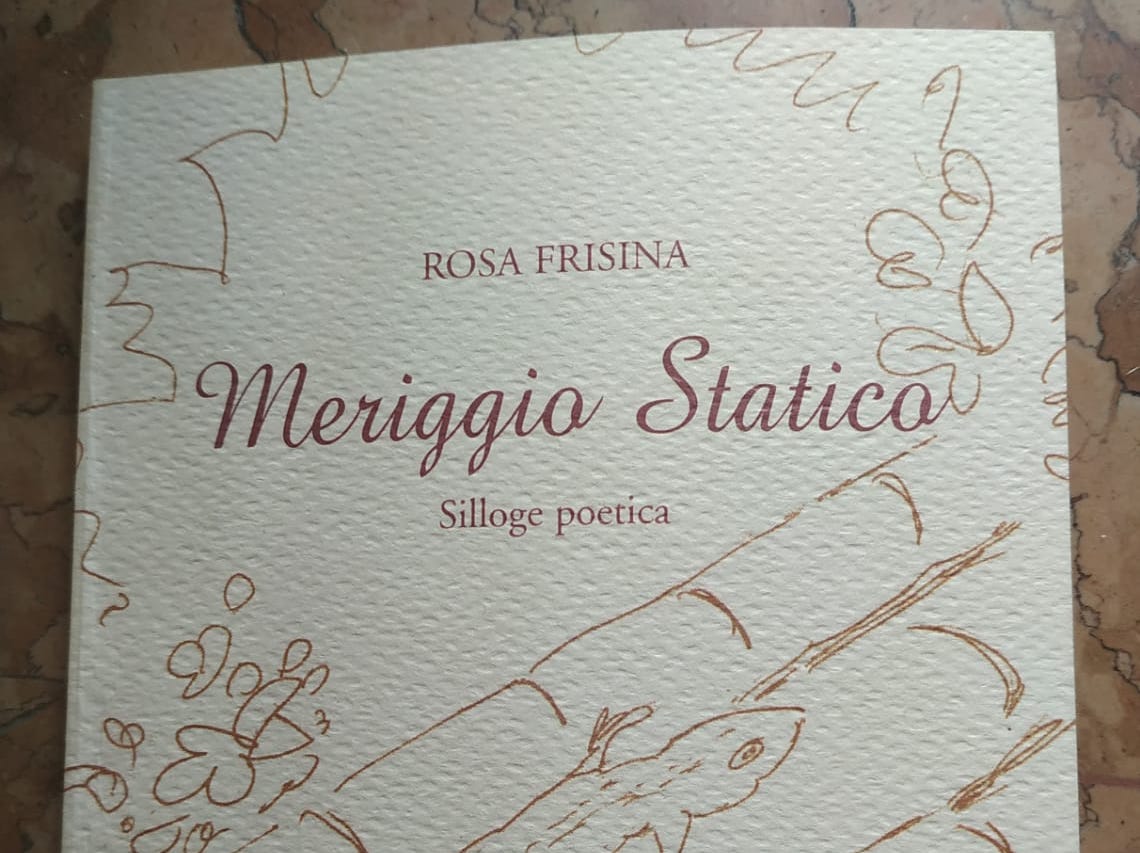 ROSA FRISINA
Meriggio Statico
Silloge poetica